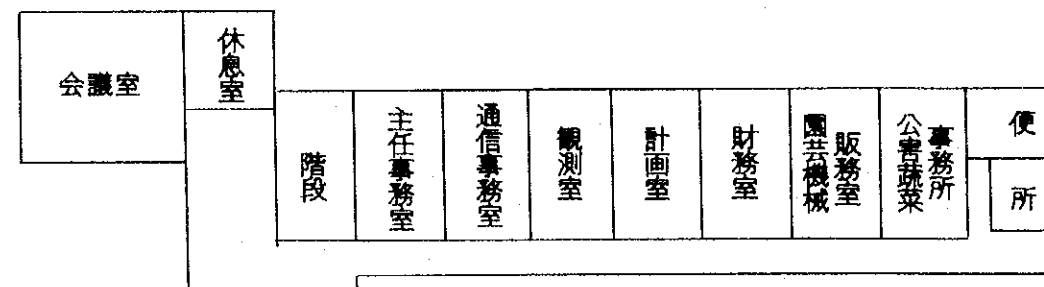 会議室
休息室
階段
主任事務室
通信事務室
観測室
計画室
財務室
園芸機械
販務室
公害蔬菜
事務所
便
所